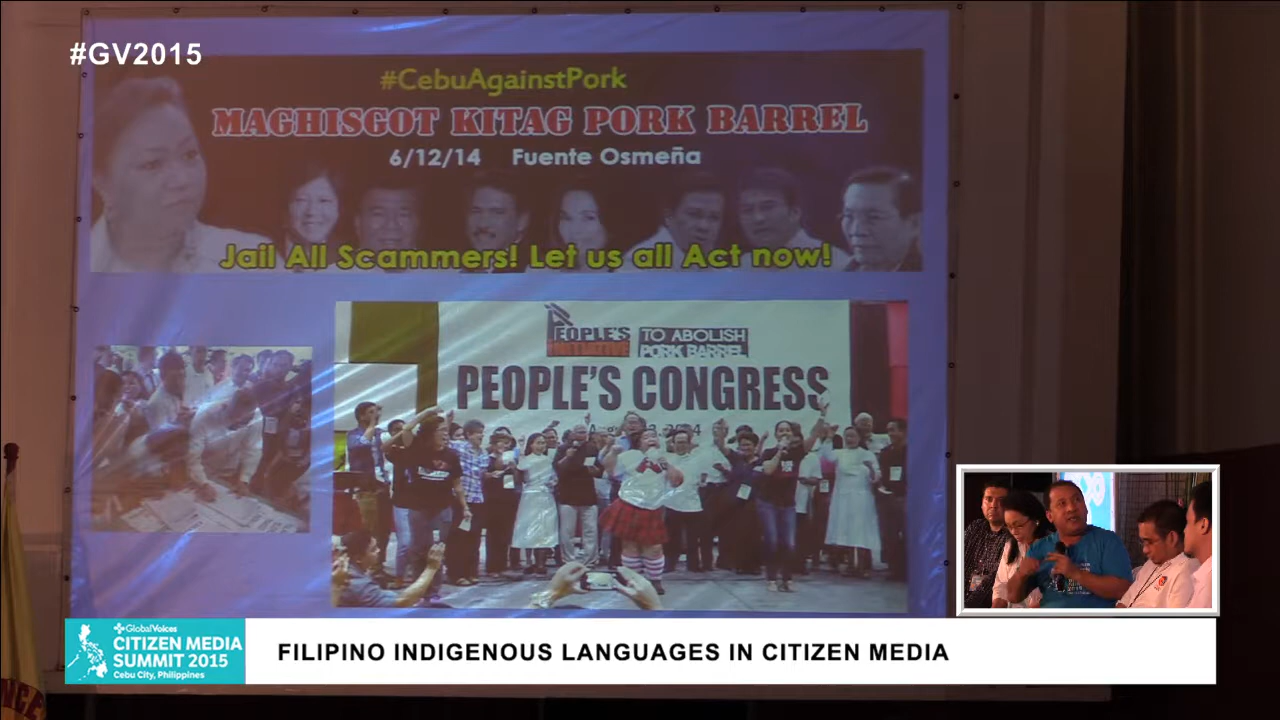 #GV2015
#CebuAgainstPork
MAGHISGOT KITAG PORK BARREL
6/12/14 Fuente Osmeña
Jail All Scammers! Let us all Act now!
PEOPLE'S INITIATIVE TO ABOLISH PORK BARREL
PEOPLE'S CONGRESS
GlobalVoices
CITIZEN MEDIA
SUMMIT 2015
Cebu City, Philippines
FILIPINO INDIGENOUS LANGUAGES IN CITIZEN MEDIA